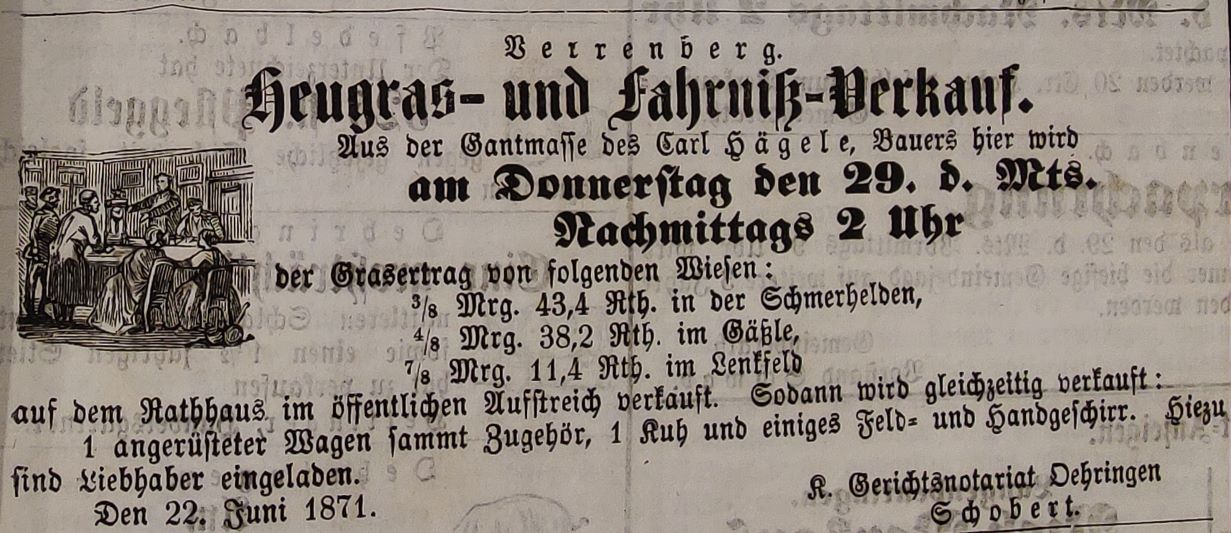 Verrenberg.
Heugras- und Fahrniß-Verkauf.
Aus der Gantmasse des Carl Hägele, Bauers hier wird
am Donnerstag den 29. d. Mts.
Nachmittags 2 Uhr
der Grasertrag von folgenden Wiesen:
3/8 Mrg. 43,4 Rth. in der Schmerhelden,
4/8 Mrg. 38,2 Rth. im Gäßle,
7/8 Mrg. 11,4 Rth. im Lenkfeld
auf dem Rathhaus im öffentlichen Aufstreich verkauft. Sodann wird gleichzeitig verkauft:
1 angerüsteter Wagen sammt Zugehör, 1 Kuh und einiges Feld- und Handgeschirr. Hiezu
sind Liebhaber eingeladen.
Den 22. Juni 1871.
K. Gerichtsnotariat Oehringen
Schobert.